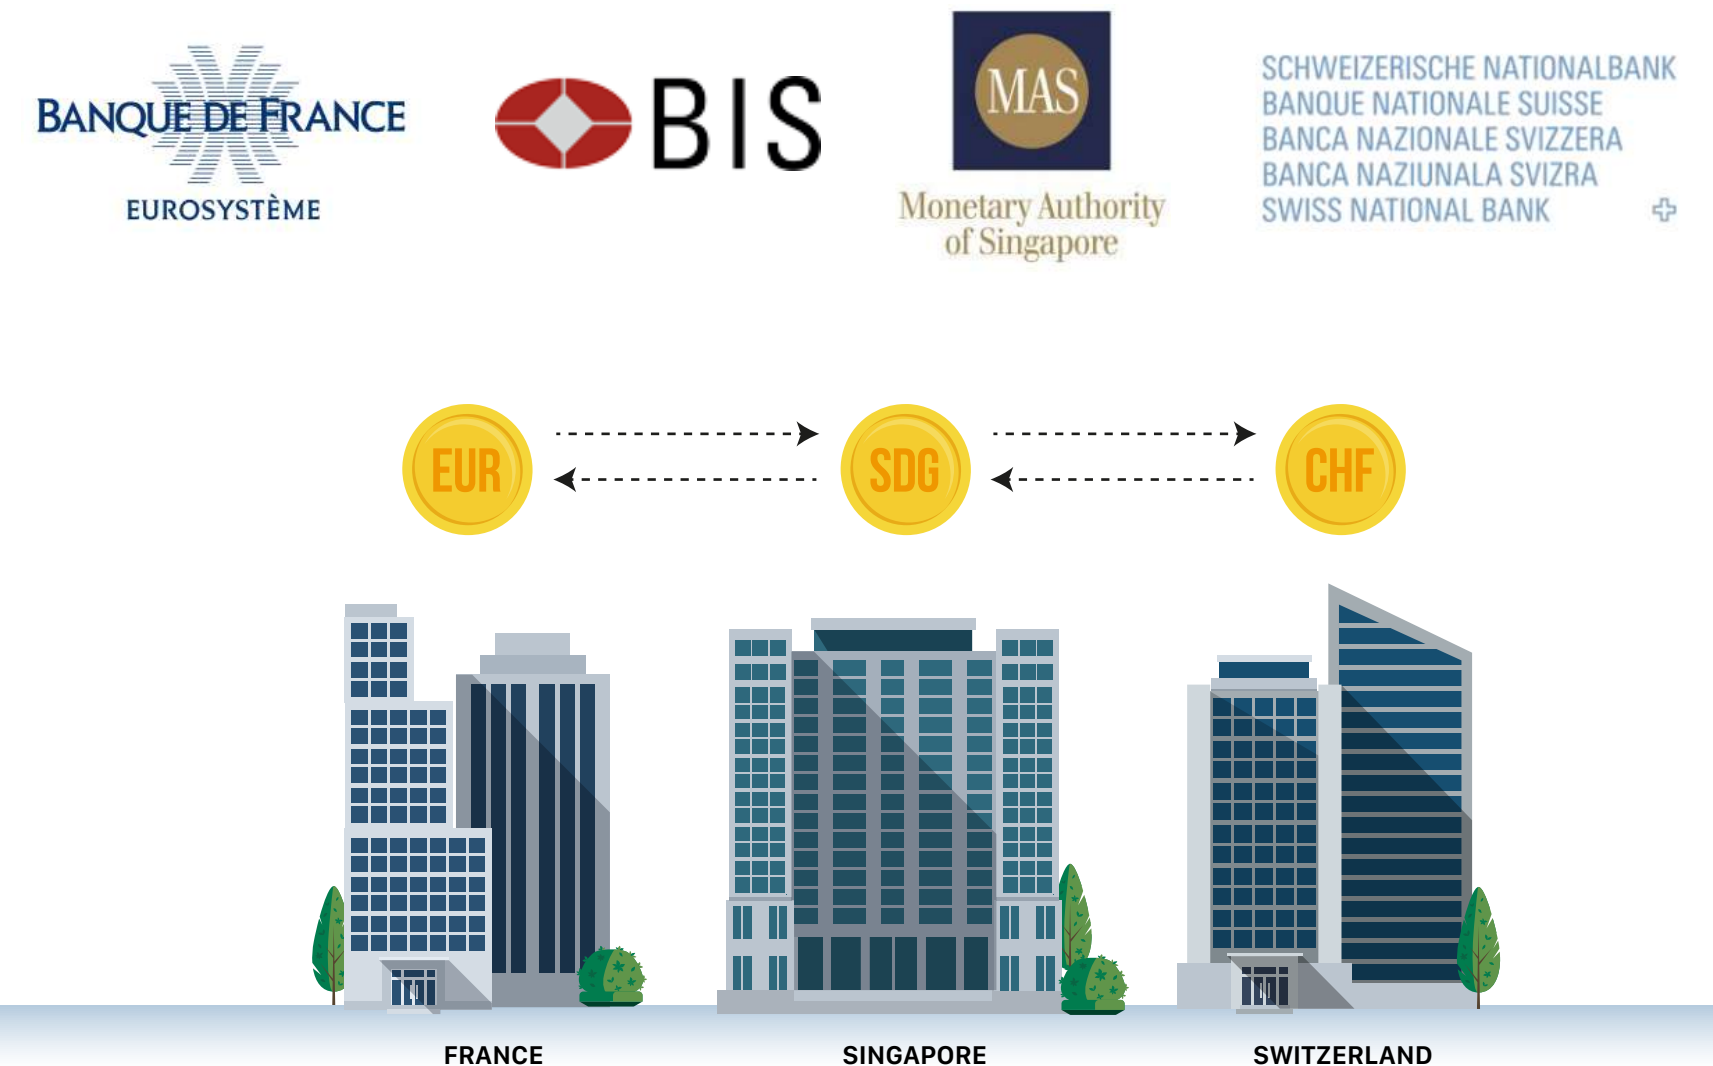 BANQUE DE FRANCE
EUROSYSTÈME
BIS
MAS
Monetary Authority
of Singapore
SCHWEIZERISCHE NATIONALBANK
BANQUE NATIONALE SUISSE
BANCA NAZIONALE SVIZZERA
BANCA NAZIUNALA SVIZRA
SWISS NATIONAL BANK
EUR
SDG
CHF
FRANCE
SINGAPORE
SWITZERLAND